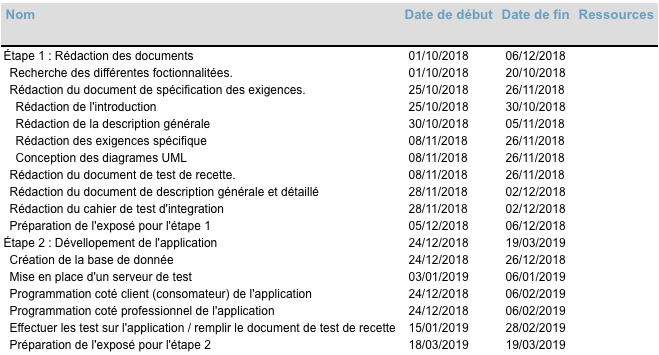 Nom Date de début Date de fin Ressources
Étape 1 : Rédaction des documents 01/10/2018 06/12/2018
Recherche des différentes foctionnalitées. 01/10/2018 20/10/2018
Rédaction du document de spécification des exigences. 25/10/2018 26/11/2018
Rédaction de l'introduction 25/10/2018 30/10/2018
Rédaction de la description générale 30/10/2018 05/11/2018
Rédaction des exigences spécifique 08/11/2018 26/11/2018
Conception des diagrames UML 08/11/2018 26/11/2018
Rédaction du document de test de recette. 08/11/2018 26/11/2018
Rédaction du document de description générale et détaillé 28/11/2018 02/12/2018
Rédaction du cahier de test d'integration 28/11/2018 02/12/2018
Préparation de l'exposé pour l'étape 1 05/12/2018 06/12/2018
Étape 2 : Dévellopement de l'application 24/12/2018 19/03/2019
Création de la base de donnée 24/12/2018 26/12/2018
Mise en place d'un serveur de test 03/01/2019 06/01/2019
Programmation coté client (consomateur) de l'application 24/12/2018 06/02/2019
Programmation coté professionel de l'application 24/12/2018 06/02/2019
Effectuer les test sur l'application / remplir le document de test de recette 15/01/2019 28/02/2019
Préparation de l'exposé pour l'étape 2 18/03/2019 19/03/2019